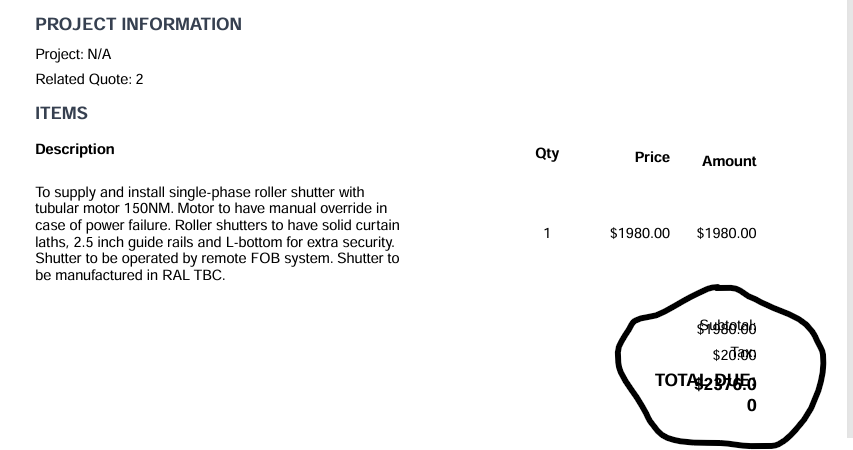 PROJECT INFORMATION
Project: N/A
Related Quote: 2
ITEMS
Description Qty Price Amount
To supply and install single-phase roller shutter with
tubular motor 150NM. Motor to have manual override in
case of power failure. Roller shutters to have solid curtain
laths, 2.5 inch guide rails and L-bottom for extra security.
Shutter to be operated by remote FOB system. Shutter to
be manufactured in RAL TBC.
1 $1980.00 $1980.00
Subtotal: $1980.00
Tax: $20.00
TOTAL DUE: $2376.0
0